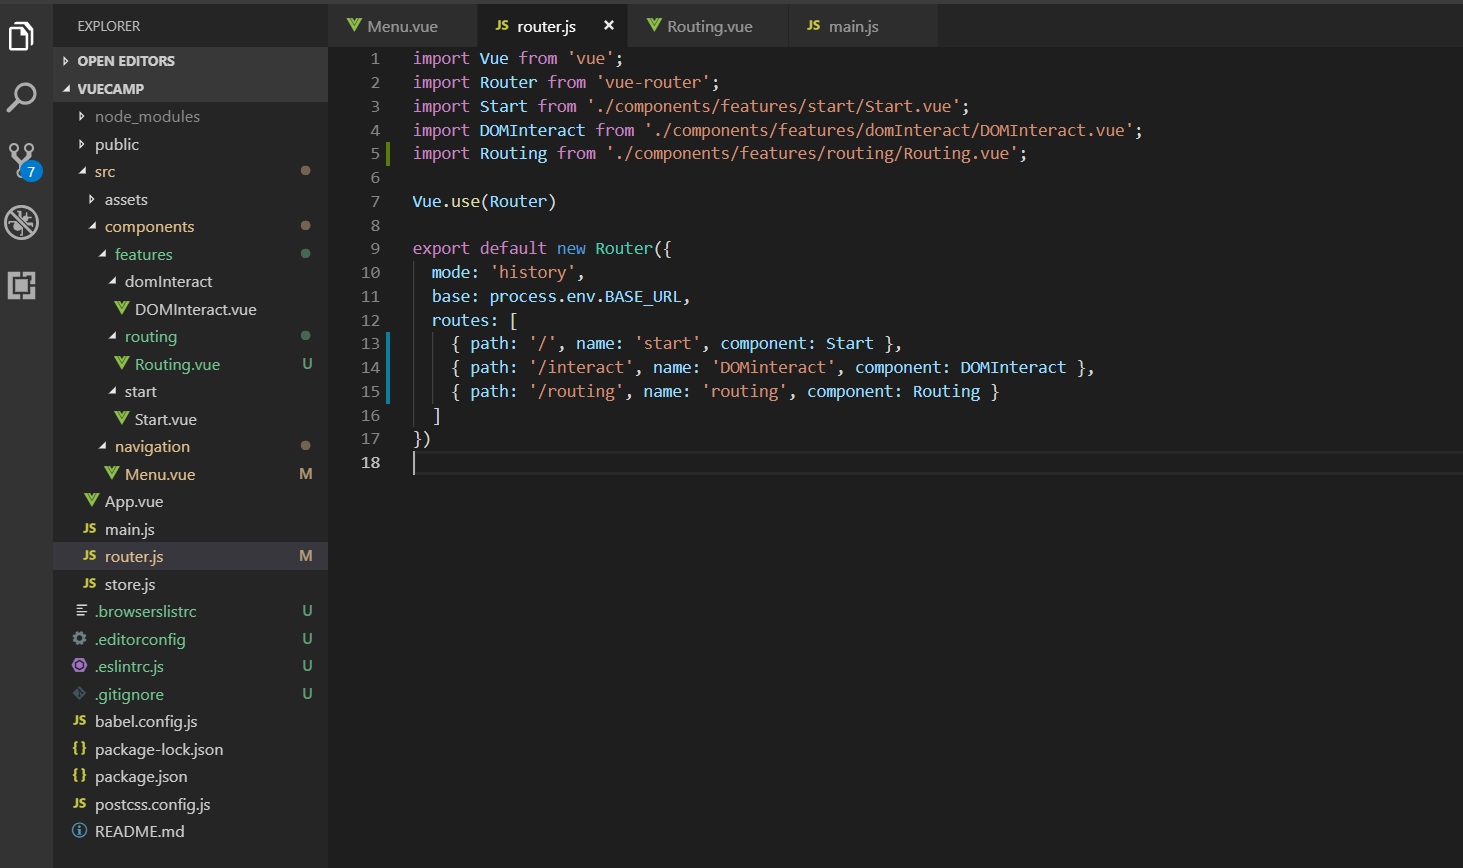 EXPLORER
OPEN EDITORS
VUECAMP
node_modules
public
7
src
assets
components
features
domInteract
DOMInteract.vue
routing
Routing.vue U
start
Start.vue
navigation
Menu.vue M
App.vue
JS main.js
JS router.js M
JS store.js
.browserslistrc U
.editorconfig U
.eslintrc.js U
.gitignore U
JS babel.config.js
{} package-lock.json
{} package.json
JS postcss.config.js
README.md
Menu.vue JS router.js × Routing.vue JS main.js
1 import Vue from 'vue';
2 import Router from 'vue-router';
3 import Start from './components/features/start/Start.vue';
4 import DOMInteract from './components/features/domInteract/DOMInteract.vue';
5 import Routing from './components/features/routing/Routing.vue';
6
7 Vue.use(Router)
8
9 export default new Router({
10   mode: 'history',
11   base: process.env.BASE_URL,
12   routes: [
13     { path: '/', name: 'start', component: Start },
14     { path: '/interact', name: 'DOMinteract', component: DOMInteract },
15     { path: '/routing', name: 'routing', component: Routing }
16   ]
17 })
18